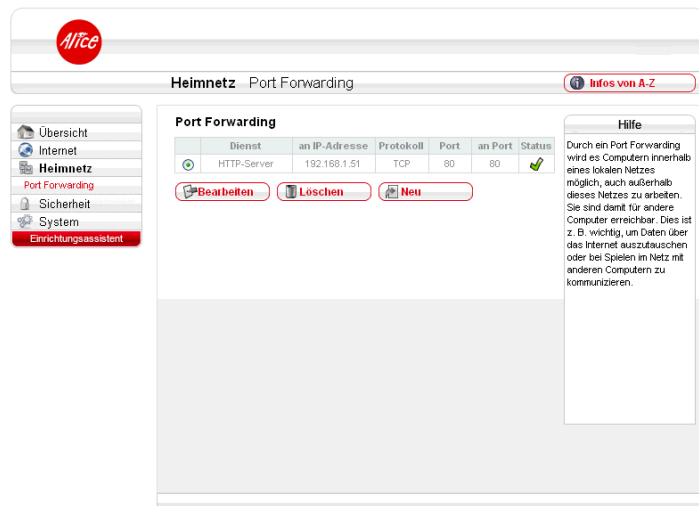 Alice
Heimnetz Port Forwarding
Infos von A-Z
Übersicht
Internet
Heimnetz
Port Forwarding
Sicherheit
System
Einrichtungsassistent
Port Forwarding
Dienst an IP-Adresse Protokoll Port an Port Status
HTTP-Server 192.168.1.51 TCP 80 80
Bearbeiten Löschen Neu
Hilfe
Durch ein Port Forwarding
wird es Computern innerhalb
eines lokalen Netzes
möglich, auch außerhalb
dieses Netzes zu arbeiten.
Sie sind damit für andere
Computer erreichbar. Dies ist
z. B. wichtig, um Daten über
das Internet auszutauschen
oder bei Spielen im Netz mit
anderen Computern zu
kommunizieren.